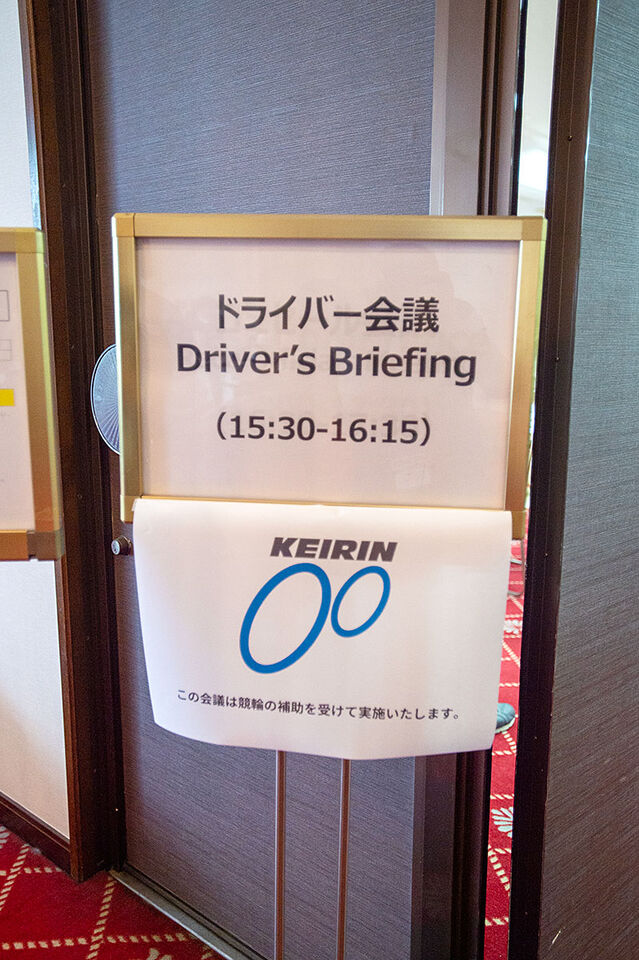 ドライバー会議
Driver's Briefing
(15:30-16:15)
KEIRIN
この会議は競輪の補助を受けて実施いたします。